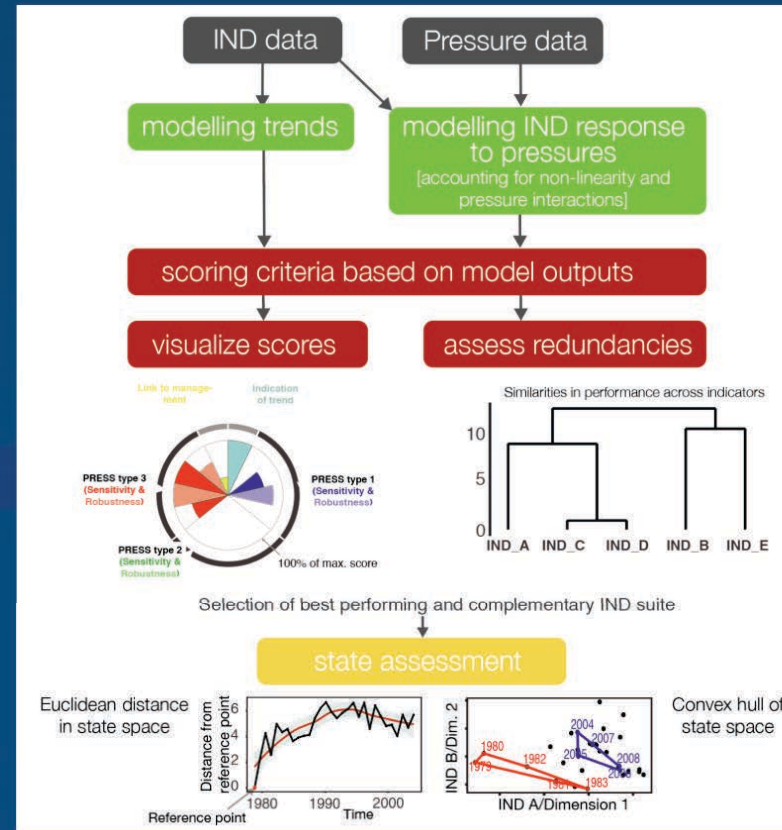 IND data
Pressure data
modelling trends
modelling IND response
to pressures
[accounting for non-linearity and
pressure interactions]
scoring criteria based on model outputs
visualize scores
assess redundancies
Link to manage-
ment
Indication
of trend
PRESS type 3
(Sensitivity &
Robustness)
PRESS type 1
(Sensitivity &
Robustness)
PRESS type 2
(Sensitivity &
Robustness)
100% of max. score
Similarities in performance across indicators
10
5
0
IND_A
IND_C
IND_D
IND_B
IND_E
Selection of best performing and complementary IND suite
state assessment
Euclidean distance
in state space
Distance from
reference point
6
4
2
0
1980
1990
2000
Time
Reference point
IND B/Dim. 2
2004
2007
2008
1980
1979
1982
1983
IND A/Dimension 1
Convex hull of
state space